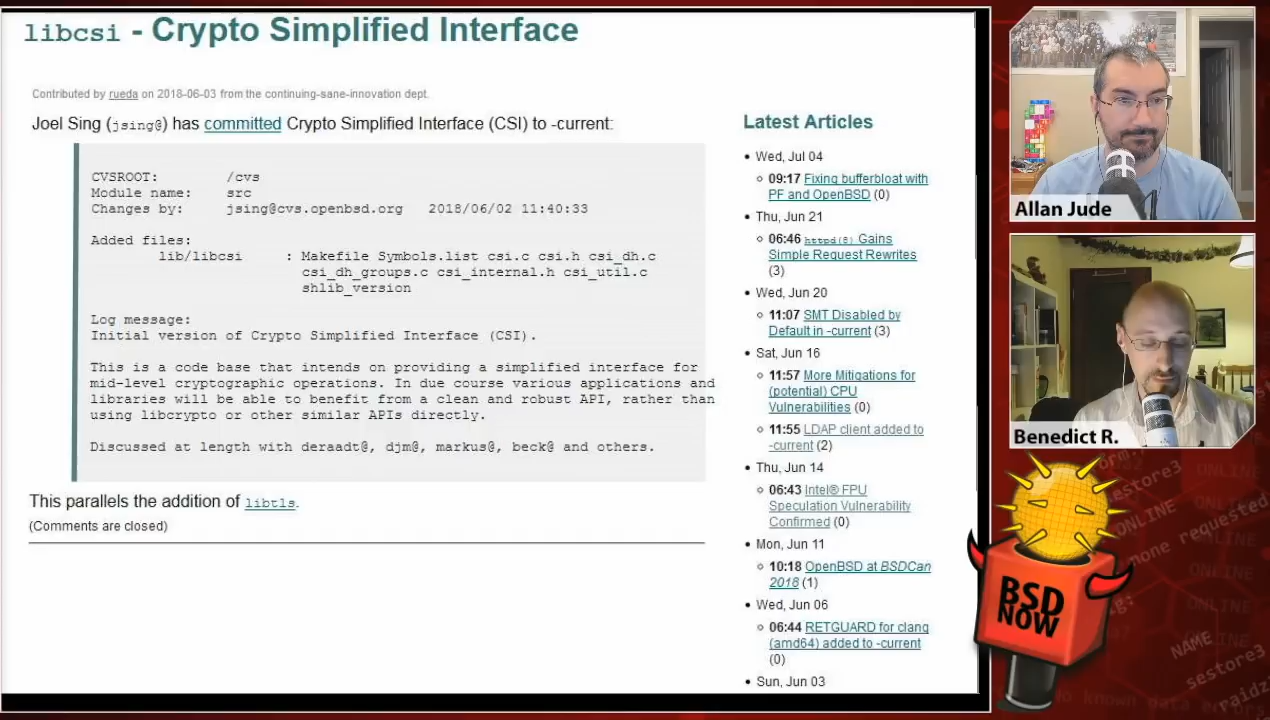 libcsi - Crypto Simplified Interface
Contributed by rueda on 2018-06-03 from the continuing-sane-innovation dept.
Joel Sing (jsing@) has committed Crypto Simplified Interface (CSI) to -current:
CVSROOT: /cvs
Module name: src
Changes by: jsing@cvs.openbsd.org 2018/06/02 11:40:33
Added files:
lib/libcsi : Makefile Symbols.list csi.c csi.h csi_dh.c
csi_dh_groups.c csi_internal.h csi_util.c
shlib_version
Log message:
Initial version of Crypto Simplified Interface (CSI).
This is a code base that intends on providing a simplified interface for
mid-level cryptographic operations. In due course various applications and
libraries will be able to benefit from a clean and robust API, rather than
using libcrypto or other similar APIs directly.
Discussed at length with deraadt@, djm@, markus@, beck@ and others.
This parallels the addition of libtls.
(Comments are closed)
Latest Articles
Wed, Jul 04
09:17 Fixing bufferbloat with
PF and OpenBSD (0)
Thu, Jun 21
06:46 httpd(8) Gains
Simple Request Rewrites
(3)
Wed, Jun 20
11:07 SMT Disabled by
Default in -current (3)
Sat, Jun 16
11:57 More Mitigations for
(potential) CPU
Vulnerabilities (0)
11:55 LDAP client added to
-current (2)
Thu, Jun 14
06:43 Intel® FPU
Speculation Vulnerability
Confirmed (0)
Mon, Jun 11
10:18 OpenBSD at BSDCan
2018 (1)
Wed, Jun 06
06:44 RETGUARD for clang
(amd64) added to -current
(0)
Sun, Jun 03
Allan Jude
Benedict R.
BSD
NOW
ONLINE
sestore3
ONLINE
requested
ONLINE
NAME
sestore3
No known data